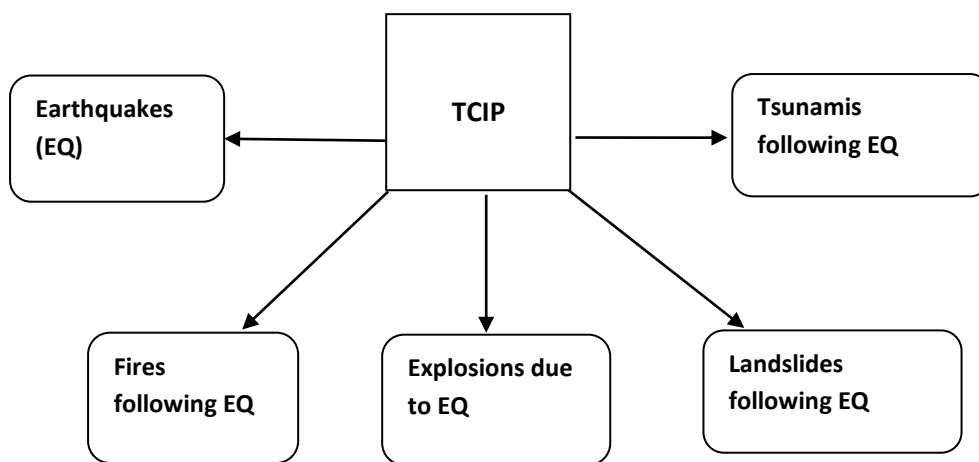 TCIP
Earthquakes
(EQ)
Tsunamis
following EQ
Fires
following EQ
Explosions due
to EQ
Landslides
following EQ